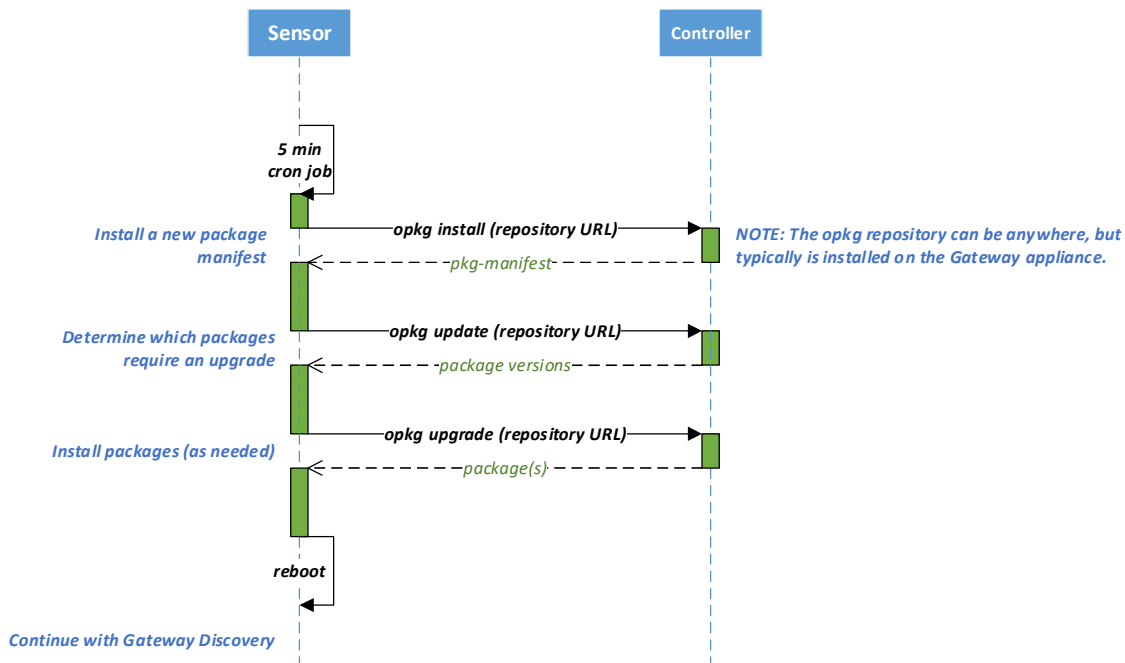 Sensor
Controller
5 min
cron job
opkg install (repository URL)
Install a new package
manifest
NOTE: The opkg repository can be anywhere, but
typically is installed on the Gateway appliance.
pkg-manifest
opkg update (repository URL)
Determine which packages
require an upgrade
package versions
opkg upgrade (repository URL)
Install packages (as needed)
package(s)
reboot
Continue with Gateway Discovery